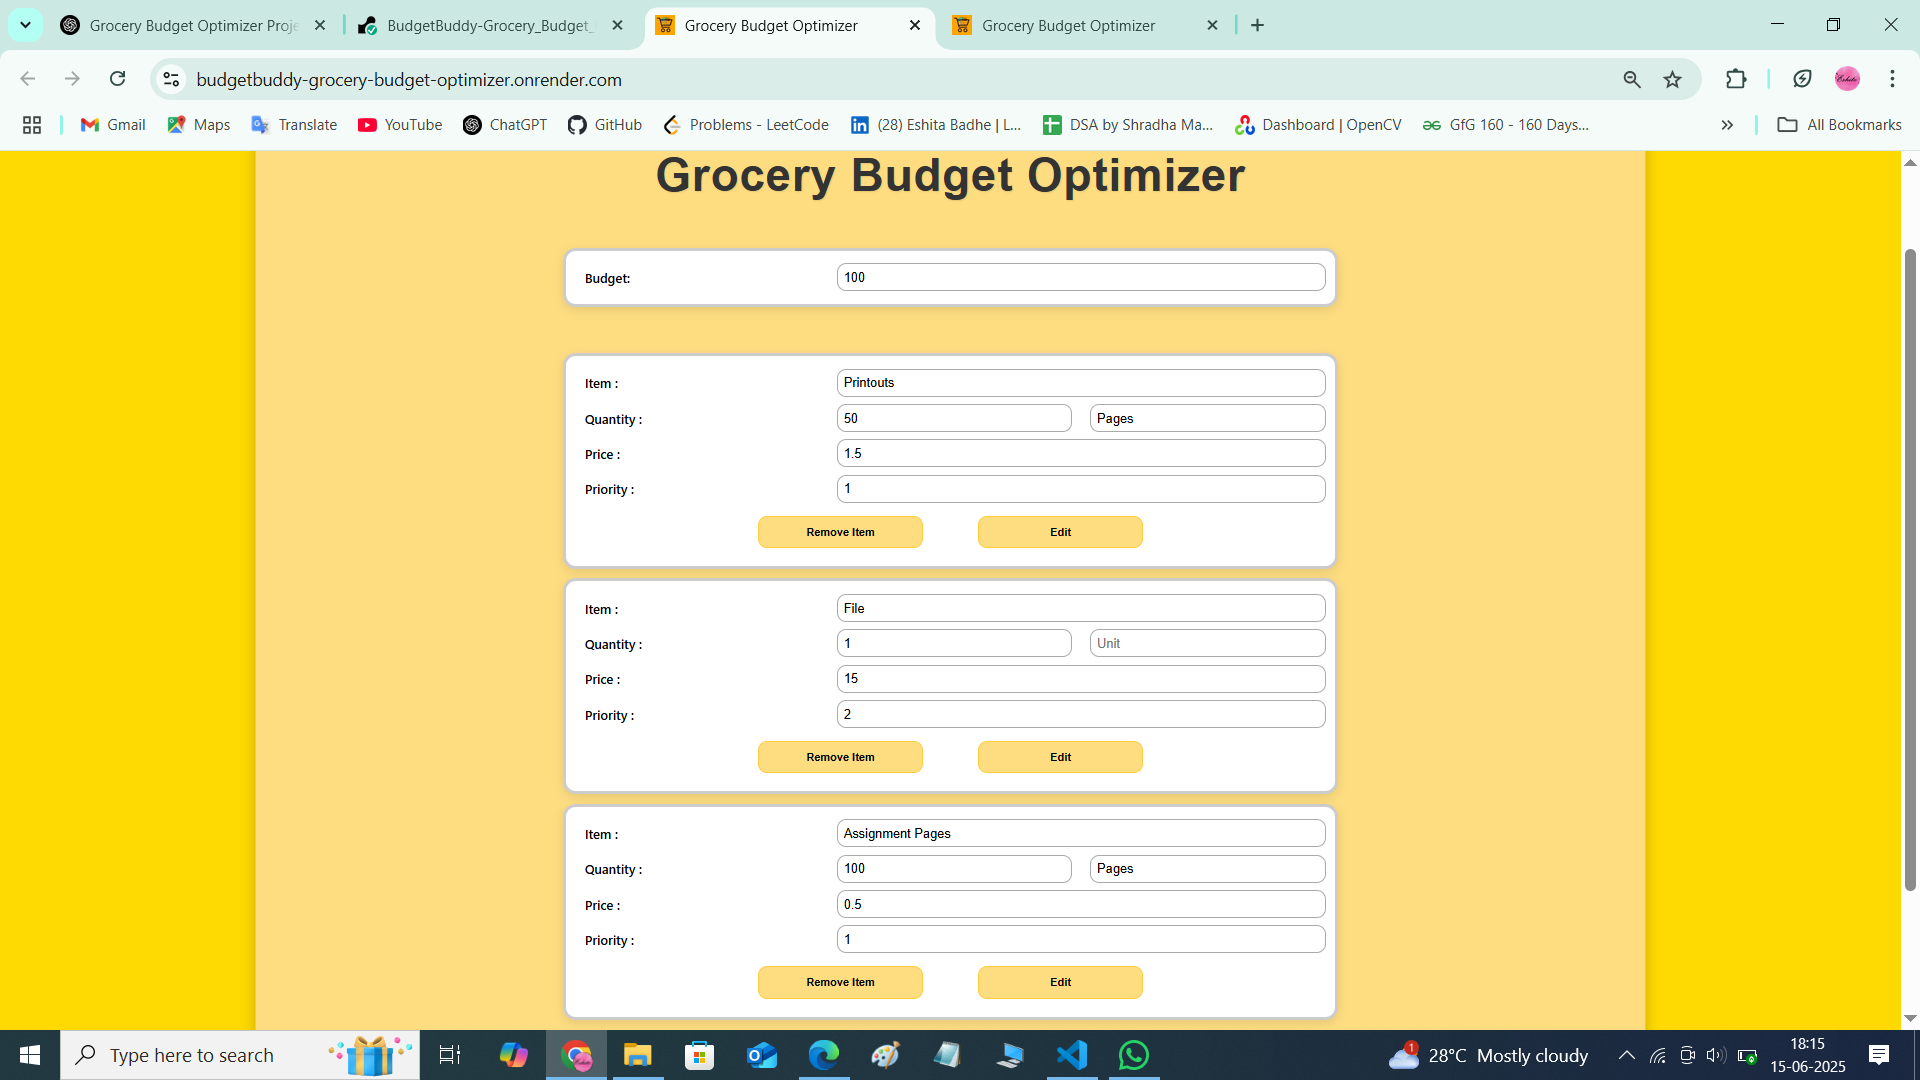 Grocery Budget Optimizer Proje
BudgetBuddy-Grocery_Budget_
Grocery Budget Optimizer
Grocery Budget Optimizer
budgetbuddy-grocery-budget-optimizer.onrender.com
Gmail
Maps
Translate
YouTube
ChatGPT
GitHub
Problems - LeetCode
(28) Eshita Badhe | L...
DSA by Shradha Ma...
Dashboard | OpenCV
GfG 160 - 160 Days...
All Bookmarks
Grocery Budget Optimizer
Budget: 100
Item : Printouts
Quantity : 50 Pages
Price : 1.5
Priority : 1
Remove Item Edit
Item : File
Quantity : 1 Unit
Price : 15
Priority : 2
Remove Item Edit
Item : Assignment Pages
Quantity : 100 Pages
Price : 0.5
Priority : 1
Remove Item Edit
Type here to search
1
28°C Mostly cloudy
18:15
15-06-2025